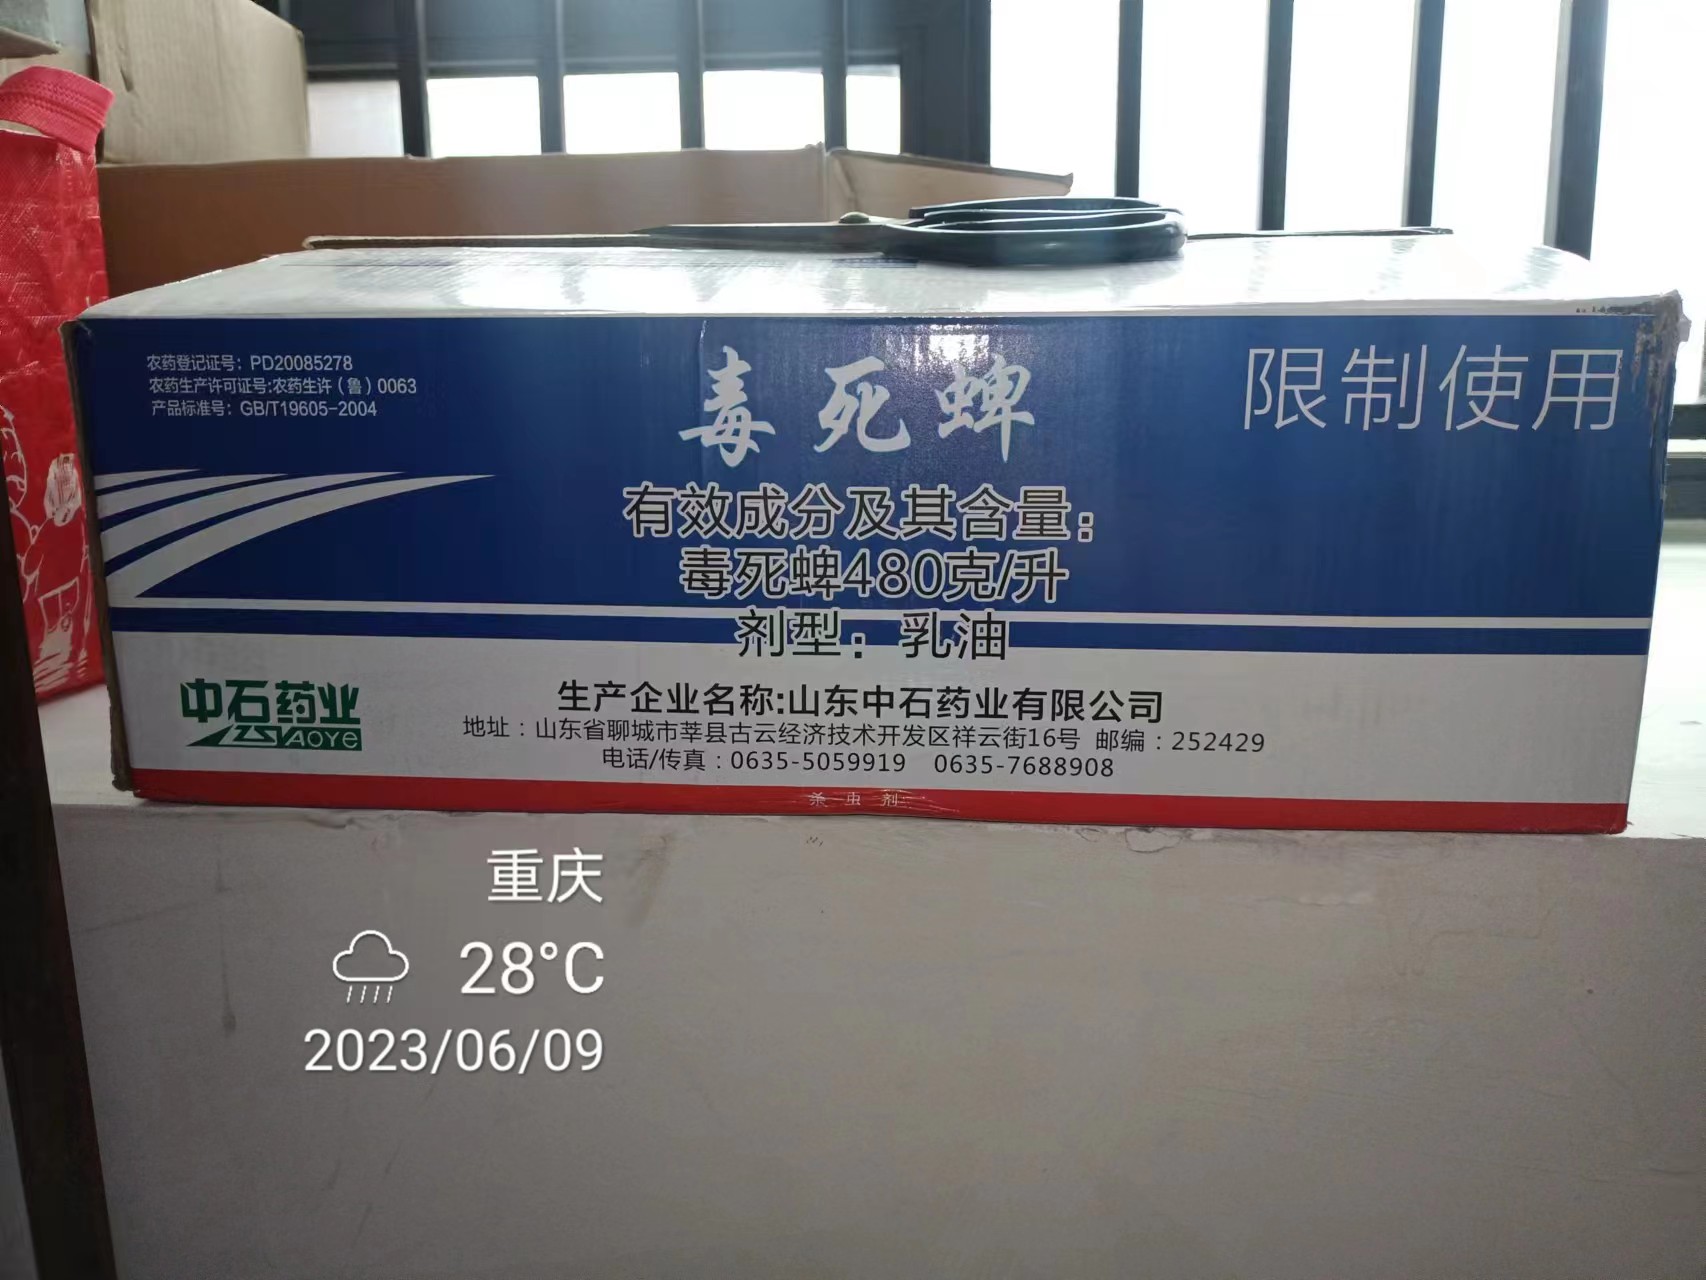 农药登记证号：PD20085278
农药生产许可证号:农药生许（鲁）0063
产品标准号：GB/T19605-2004
毒死蜱
限制使用
有效成分及其含量：
毒死蜱480克/升
剂型：乳油
中石药业
YAOYE
生产企业名称:山东中石药业有限公司
地址：山东省聊城市莘县古云经济技术开发区祥云街16号 邮编：252429
电话/传真：0635-5059919 0635-7688908
杀虫剂
重庆
28°C
2023/06/09